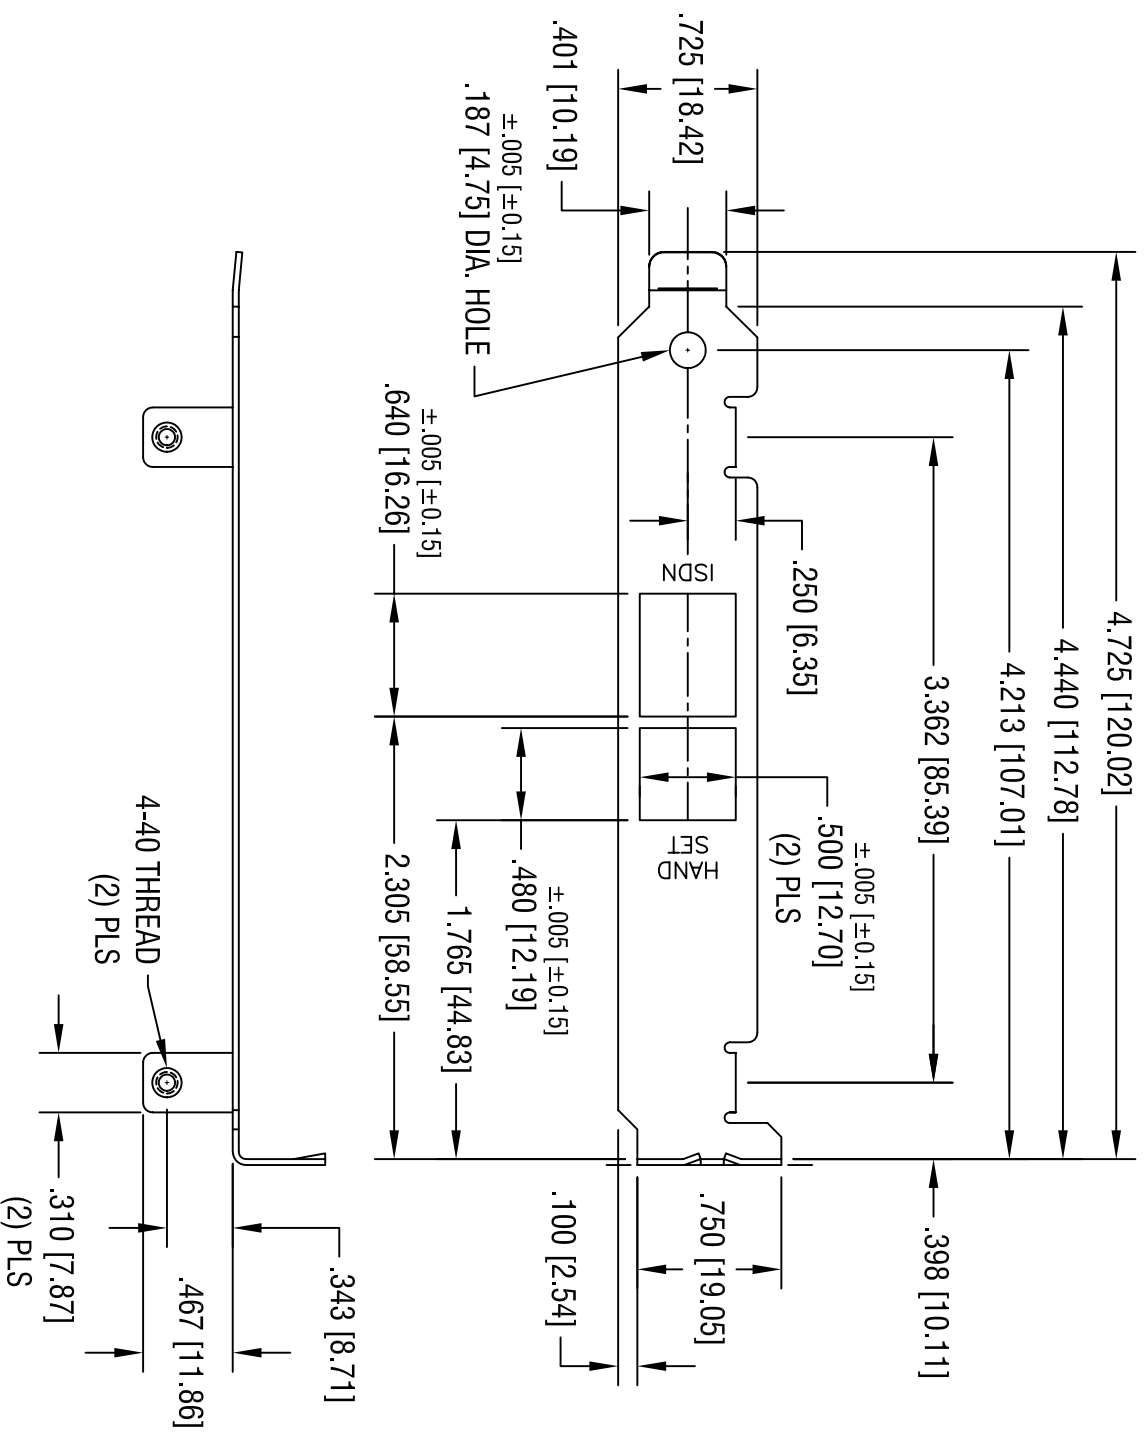 4.725 [120.02]
4.440 [112.78]
4.213 [107.01]
3.362 [85.39]
.398 [10.11]
.725 [18.42]
.401 [10.19]
±.005 [±0.15]
.187 [4.75] DIA. HOLE
.250 [6.35]
ISDN
±.005 [±0.15]
.500 [12.70]
(2) PLS
HAND
SET
.750 [19.05]
.100 [2.54]
±.005 [±0.15]
.480 [12.19]
1.765 [44.83]
±.005 [±0.15]
.640 [16.26]
2.305 [58.55]
.343 [8.71]
.467 [11.86]
4-40 THREAD
(2) PLS
.310 [7.87]
(2) PLS